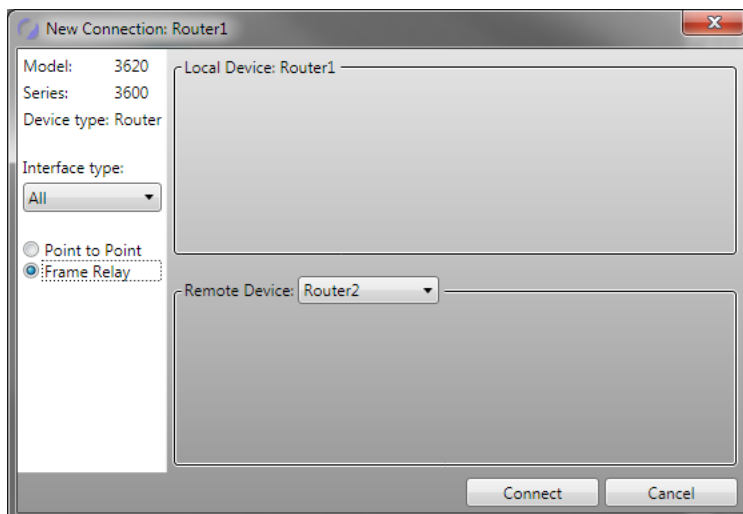 New Connection: Router1
Model: 3620
Series: 3600
Device type: Router
Interface type:
All
Point to Point
Frame Relay
Local Device: Router1
Remote Device: Router2
Connect
Cancel